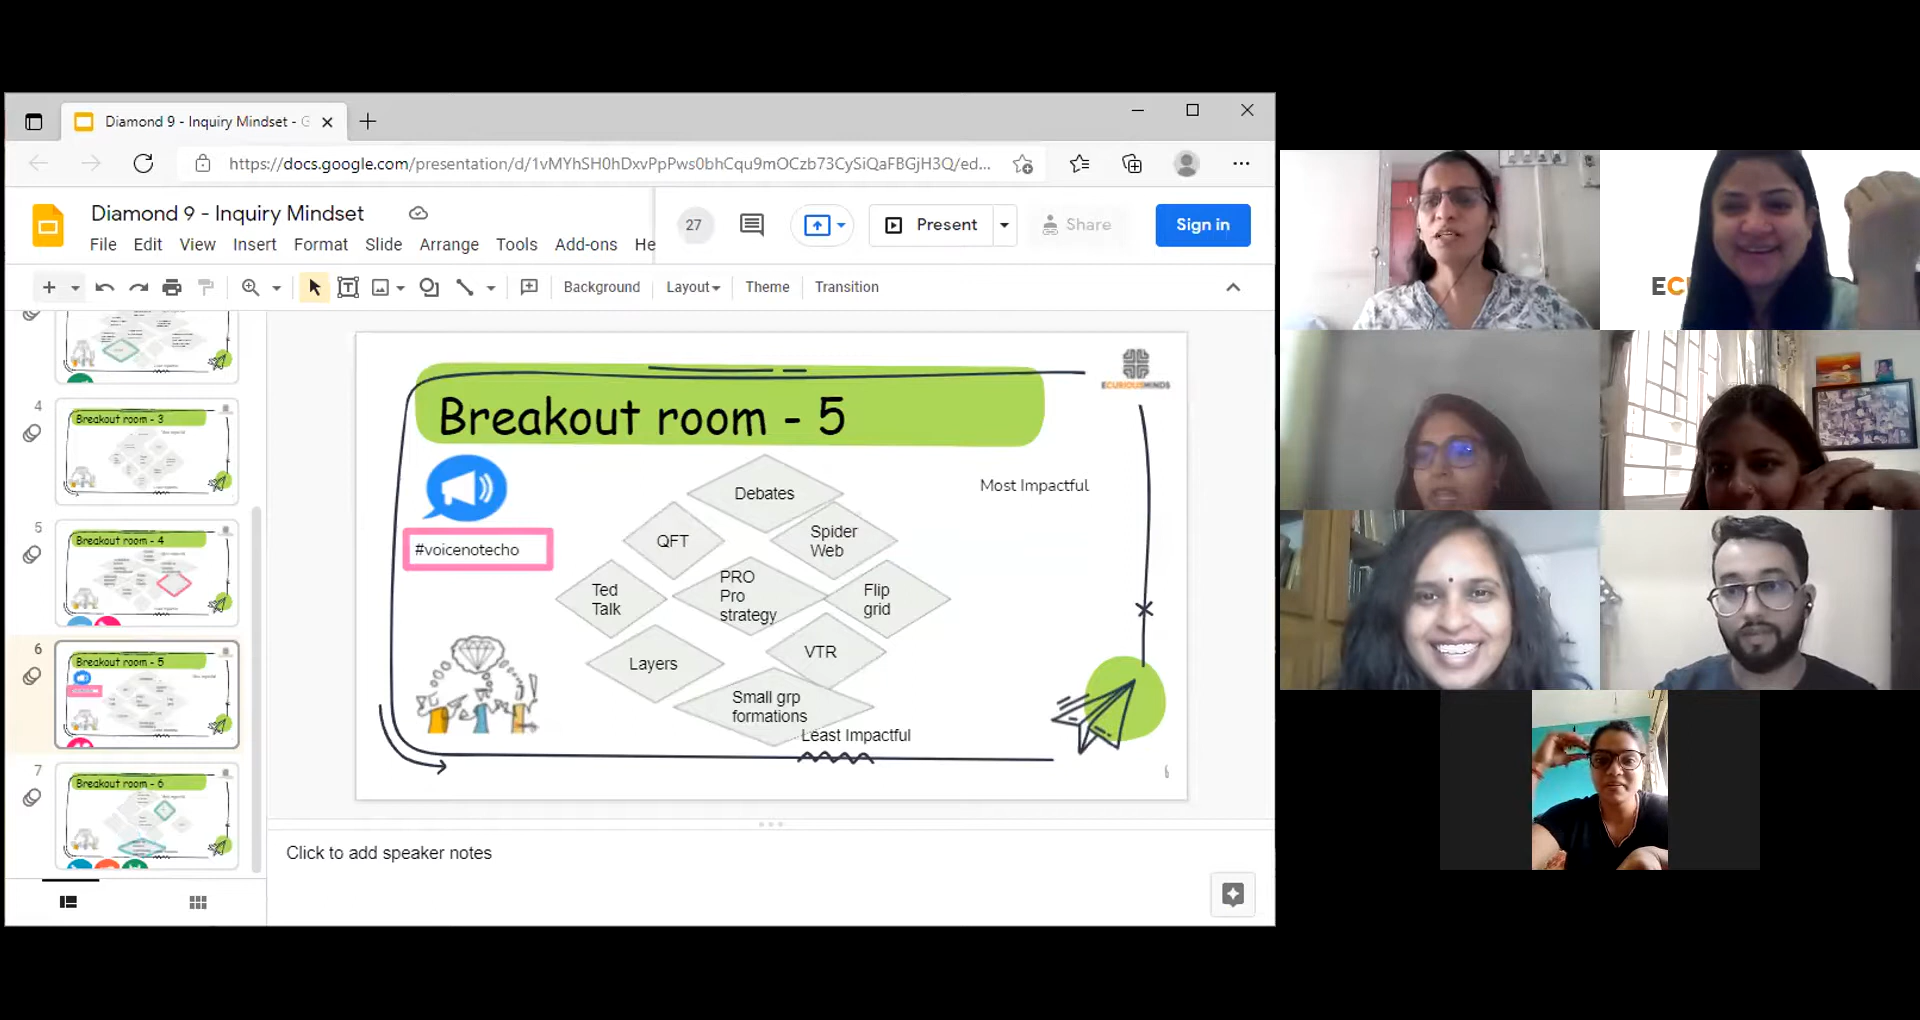 Diamond 9 - Inquiry Mindset - G
https://docs.google.com/presentation/d/1vMYhSH0hDxvPpPws0bhCqu9mOCzb73CySiQaFBGjH3Q/ed...
Diamond 9 - Inquiry Mindset
File Edit View Insert Format Slide Arrange Tools Add-ons He
27
Present
Share
Sign in
Background
Layout
Theme
Transition
4
Breakout room - 3
5
Breakout room - 4
6
Breakout room - 5
7
Breakout room - 6
ECURIOUSMINDS
Breakout room - 5
Most Impactful
#voicenotecho
Debates
QFT
Spider
Web
Ted
Talk
PRO
Pro
strategy
Flip
grid
Layers
VTR
Small grp
formations
Least Impactful
6
Click to add speaker notes
EC